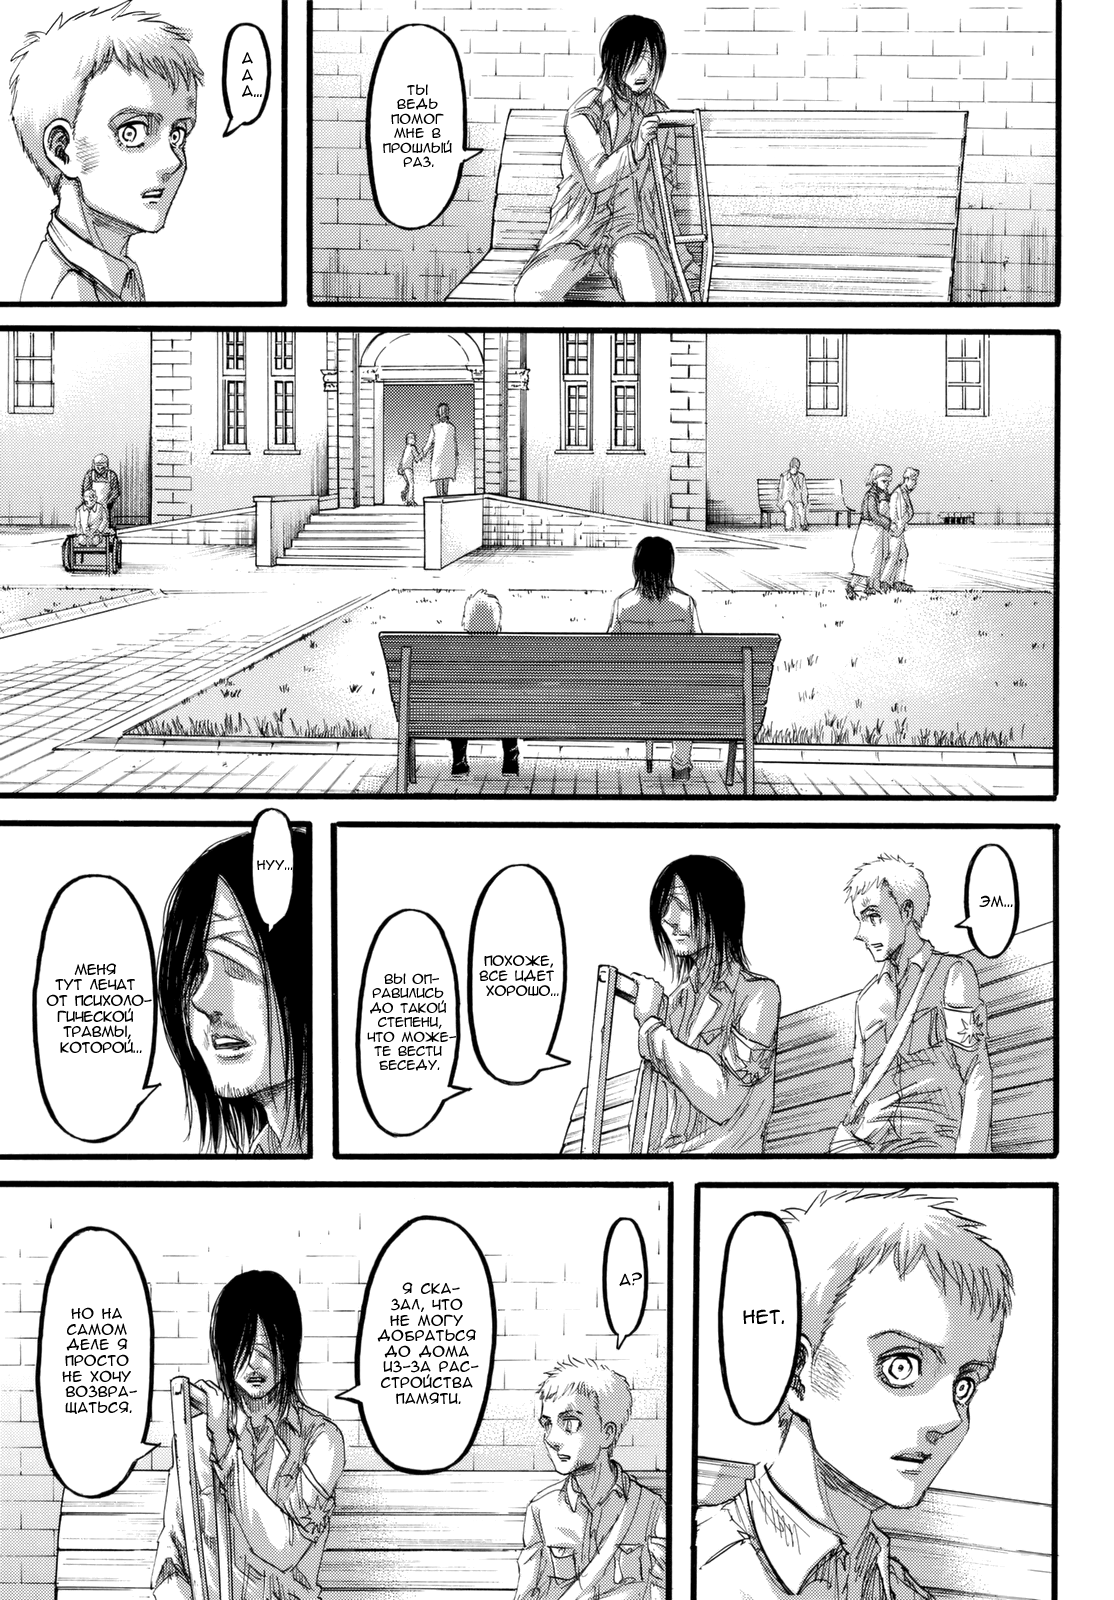 ТЫ
ВЕДЬ
ПОМОГ
МНЕ В
ПРОШЛЫЙ
РАЗ.
А
А
А...
ЭМ...
ПОХОЖЕ,
ВСЕ ИДЕТ
ХОРОШО...
ВЫ ОП-
РАВИЛИСЬ
ДО ТАКОЙ
СТЕПЕНИ,
ЧТО МОЖЕ-
ТЕ ВЕСТИ
БЕСЕДУ.
НУУ...
МЕНЯ
ТУТ ЛЕЧАТ
ОТ ПСИХОЛО-
ГИЧЕСКОЙ
ТРАВМЫ,
КОТОРОЙ...
НЕТ.
А?
Я СКА-
ЗАЛ, ЧТО
НЕ МОГУ
ДОБРАТЬСЯ
ДО ДОМА
ИЗ-ЗА РАС-
СТРОЙСТВА
ПАМЯТИ.
НО НА
САМОМ
ДЕЛЕ Я
ПРОСТО
НЕ ХОЧУ
ВОЗВРА-
ЩАТЬСЯ.